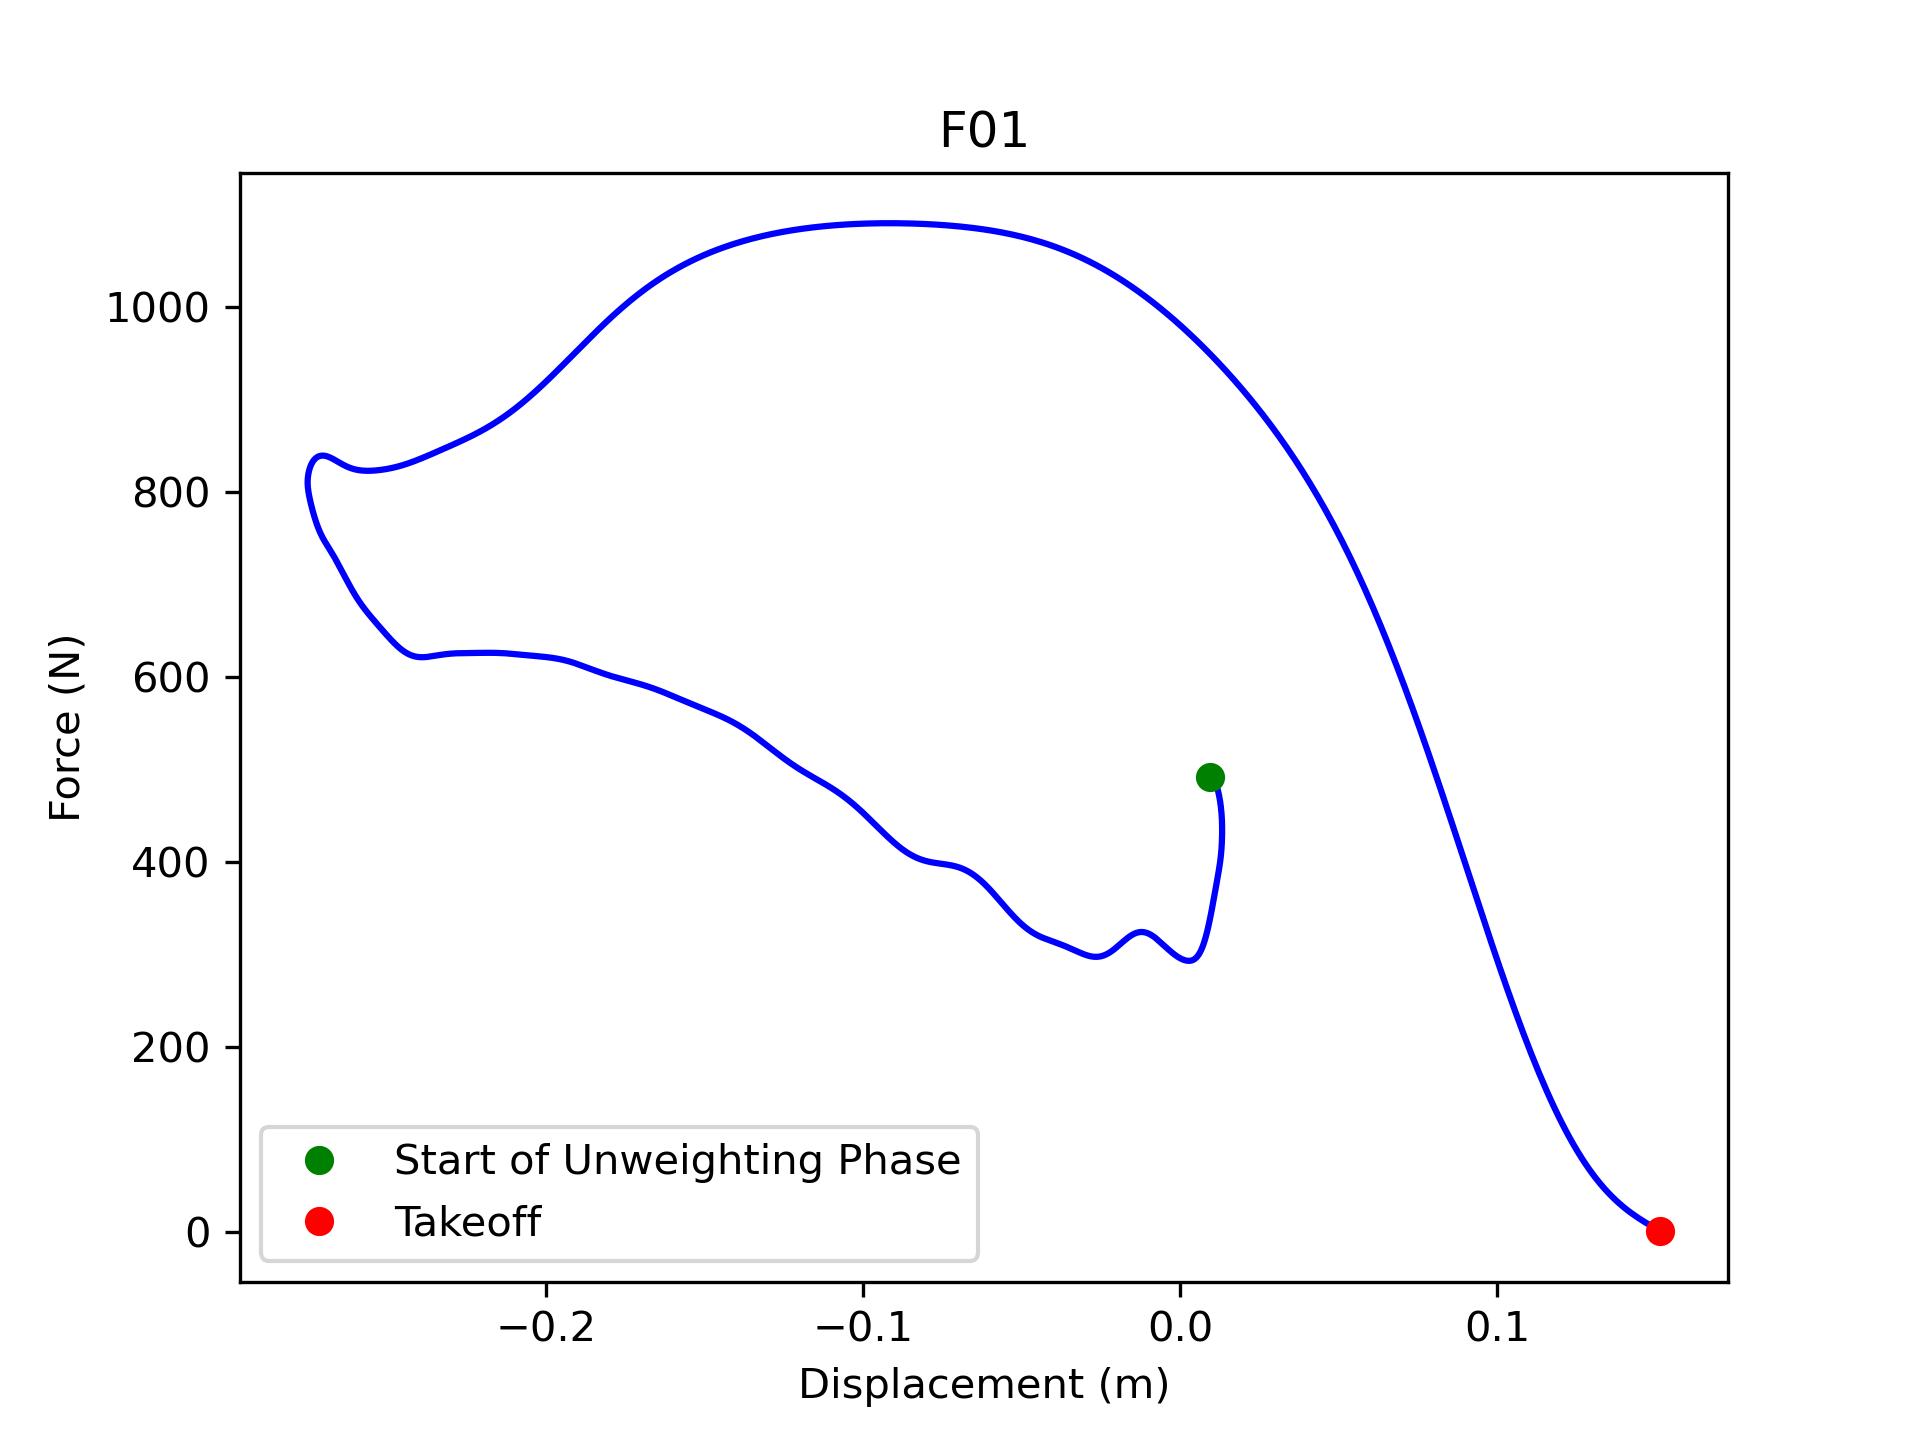 F01
1000
800
600
400
200
0
Force (N)
Start of Unweighting Phase
Takeoff
−0.2 −0.1 0.0 0.1
Displacement (m)